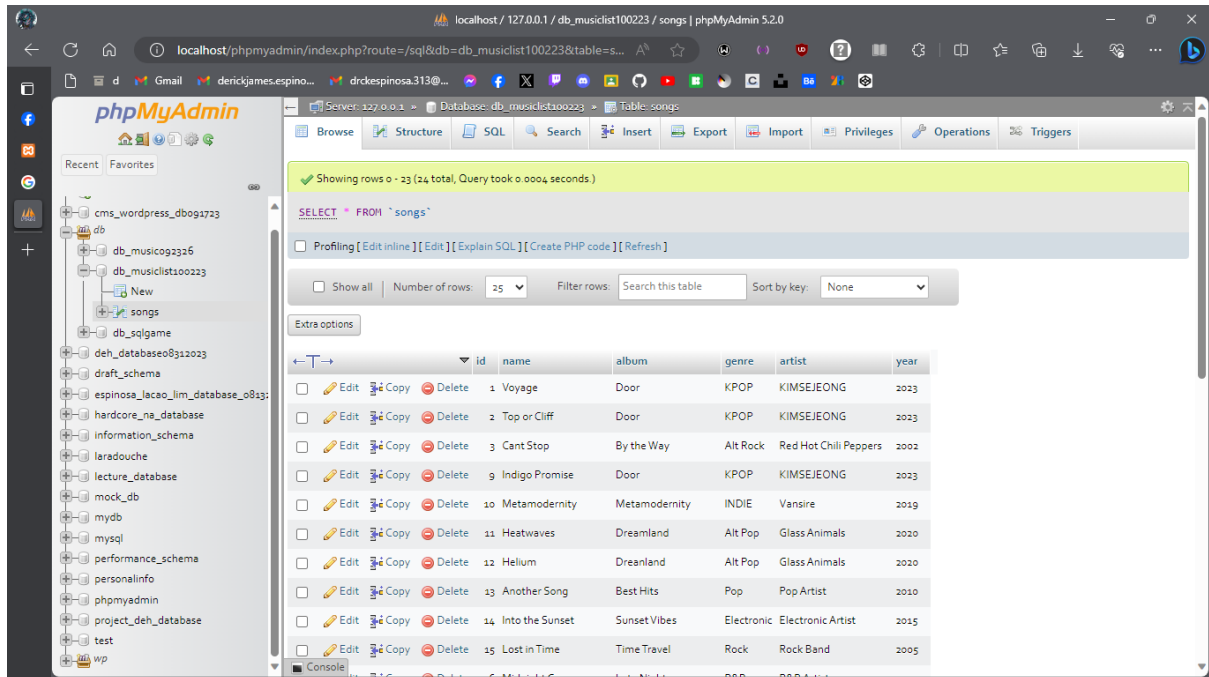 localhost / 127.0.0.1 / db_musiclist100223 / songs | phpMyAdmin 5.2.0
localhost/phpmyadmin/index.php?route=/sql&db=db_musiclist100223&table=s...
d Gmail derickjames.espino... drckespinosa.313@...
phpMyAdmin
Recent Favorites
cms_wordpress_db091723
db
db_musico92326
db_musiclist100223
New
songs
db_sqlgame
deh_database08312023
draft_schema
espinosa_lacao_lim_database_0813
hardcore_na_database
information_schema
laradouche
lecture_database
mock_db
mydb
mysql
performance_schema
personalinfo
phpmyadmin
project_deh_database
test
wp
Server: 127.0.0.1 » Database: db_musiclist100223 » Table: songs
Browse Structure SQL Search Insert Export Import Privileges Operations Triggers
Showing rows 0 - 23 (24 total, Query took 0.0004 seconds.)
SELECT * FROM `songs`
Profiling [ Edit inline ] [ Edit ] [ Explain SQL ] [ Create PHP code ] [ Refresh ]
Show all Number of rows: 25 Filter rows: Search this table Sort by key: None
Extra options
id name album genre artist year
Edit Copy Delete 1 Voyage Door KPOP KIMSEJEONG 2023
Edit Copy Delete 2 Top or Cliff Door KPOP KIMSEJEONG 2023
Edit Copy Delete 3 Cant Stop By the Way Alt Rock Red Hot Chili Peppers 2002
Edit Copy Delete 9 Indigo Promise Door KPOP KIMSEJEONG 2023
Edit Copy Delete 10 Metamodernity Metamodernity INDIE Vansire 2019
Edit Copy Delete 11 Heatwaves Dreamland Alt Pop Glass Animals 2020
Edit Copy Delete 12 Helium Dreanland Alt Pop Glass Animals 2020
Edit Copy Delete 13 Another Song Best Hits Pop Pop Artist 2010
Edit Copy Delete 14 Into the Sunset Sunset Vibes Electronic Electronic Artist 2015
Edit Copy Delete 15 Lost in Time Time Travel Rock Rock Band 2005
Console